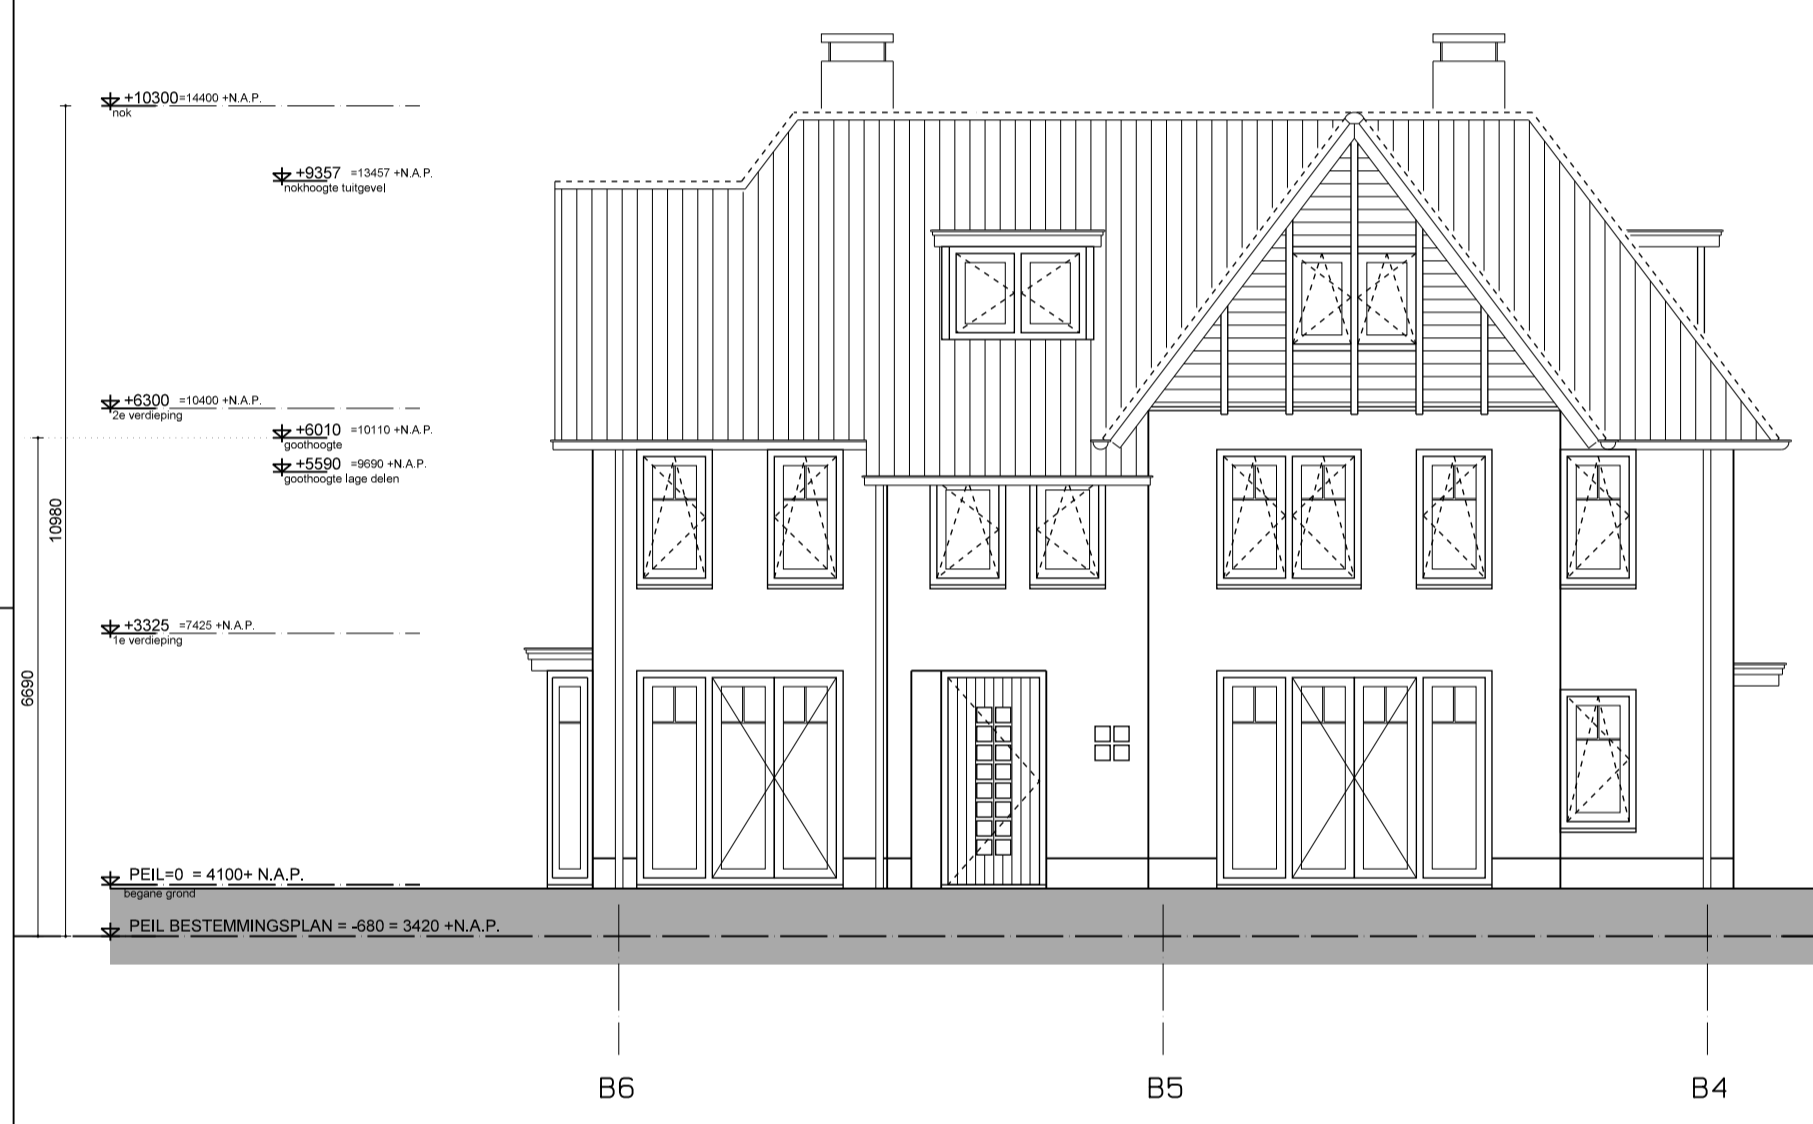 +10300=14400 +N.A.P.
nok
+9357 =13457 +N.A.P.
nokhoogte tuitgevel
+6300 =10400 +N.A.P.
2e verdieping
+6010 =10110 +N.A.P.
goothoogte
+5590 =9690 +N.A.P.
goothoogte lage delen
10980
+3325 =7425 +N.A.P.
1e verdieping
6690
PEIL=0 = 4100+ N.A.P.
begane grond
PEIL BESTEMMINGSPLAN = -680 = 3420 +N.A.P.
B6 B5 B4